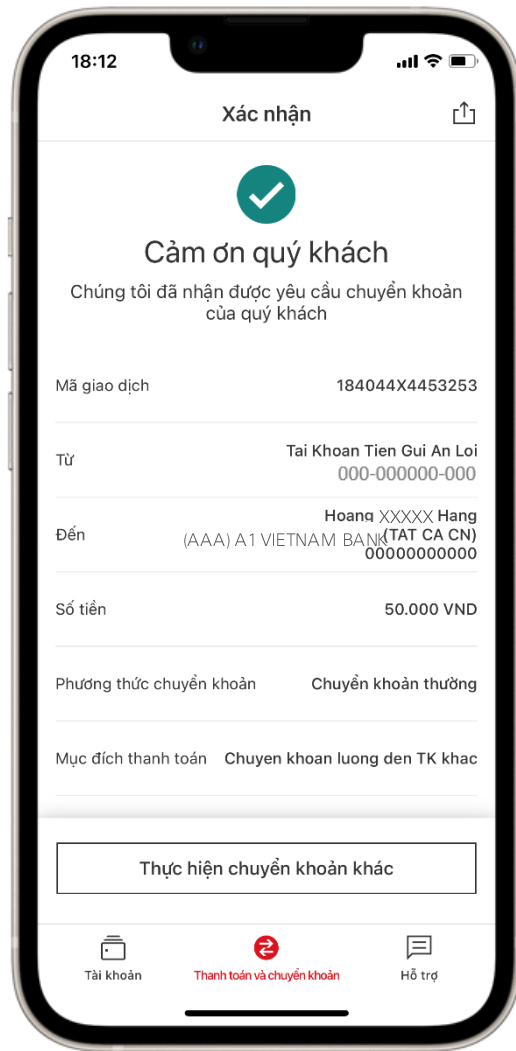 18:12
Xác nhận
Cảm ơn quý khách
Chúng tôi đã nhận được yêu cầu chuyển khoản
của quý khách
Mã giao dịch 184044X4453253
Từ Tai Khoan Tien Gui An Loi
000-000000-000
Hoang XXXXX Hang
Đến (AAA) A1 VIETNAM BANK (TAT CA CN)
00000000000
Số tiền 50.000 VND
Phương thức chuyển khoản Chuyển khoản thường
Mục đích thanh toán Chuyen khoan luong den TK khac
Thực hiện chuyển khoản khác
Tài khoản Thanh toán và chuyển khoản Hỗ trợ